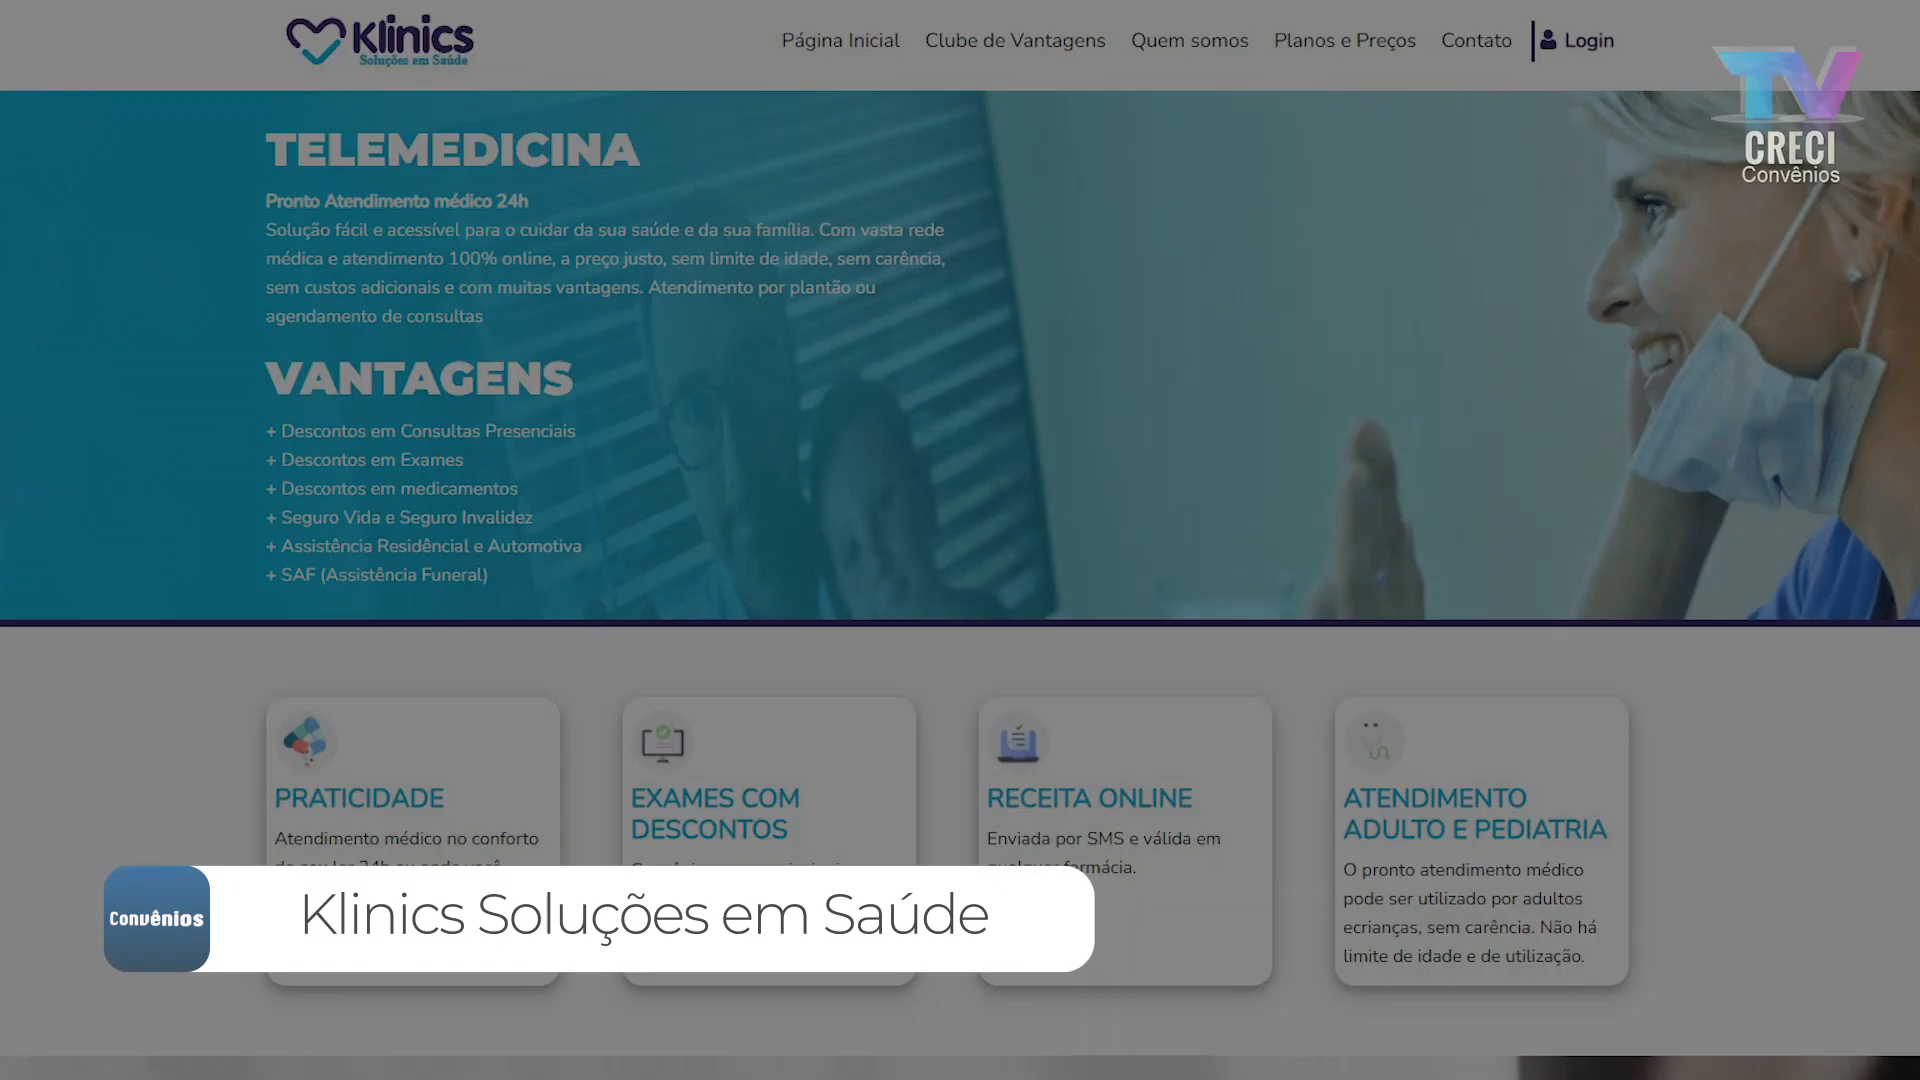 Klinics
Soluções em Saúde
Página Inicial Clube de Vantagens Quem somos Planos e Preços Contato Login
TV
CRECI
Convênios
TELEMEDICINA
Pronto Atendimento médico 24h
Solução fácil e acessível para o cuidar da sua saúde e da sua família. Com vasta rede
médica e atendimento 100% online, a preço justo, sem limite de idade, sem carência,
sem custos adicionais e com muitas vantagens. Atendimento por plantão ou
agendamento de consultas
VANTAGENS
+ Descontos em Consultas Presenciais
+ Descontos em Exames
+ Descontos em medicamentos
+ Seguro Vida e Seguro Invalidez
+ Assistência Residêncial e Automotiva
+ SAF (Assistência Funeral)
PRATICIDADE
Atendimento médico no conforto
EXAMES COM
DESCONTOS
RECEITA ONLINE
Enviada por SMS e válida em
ATENDIMENTO
ADULTO E PEDIATRIA
O pronto atendimento médico
pode ser utilizado por adultos
ecrianças, sem carência. Não há
limite de idade e de utilização.
Convênios
Klinics Soluções em Saúde